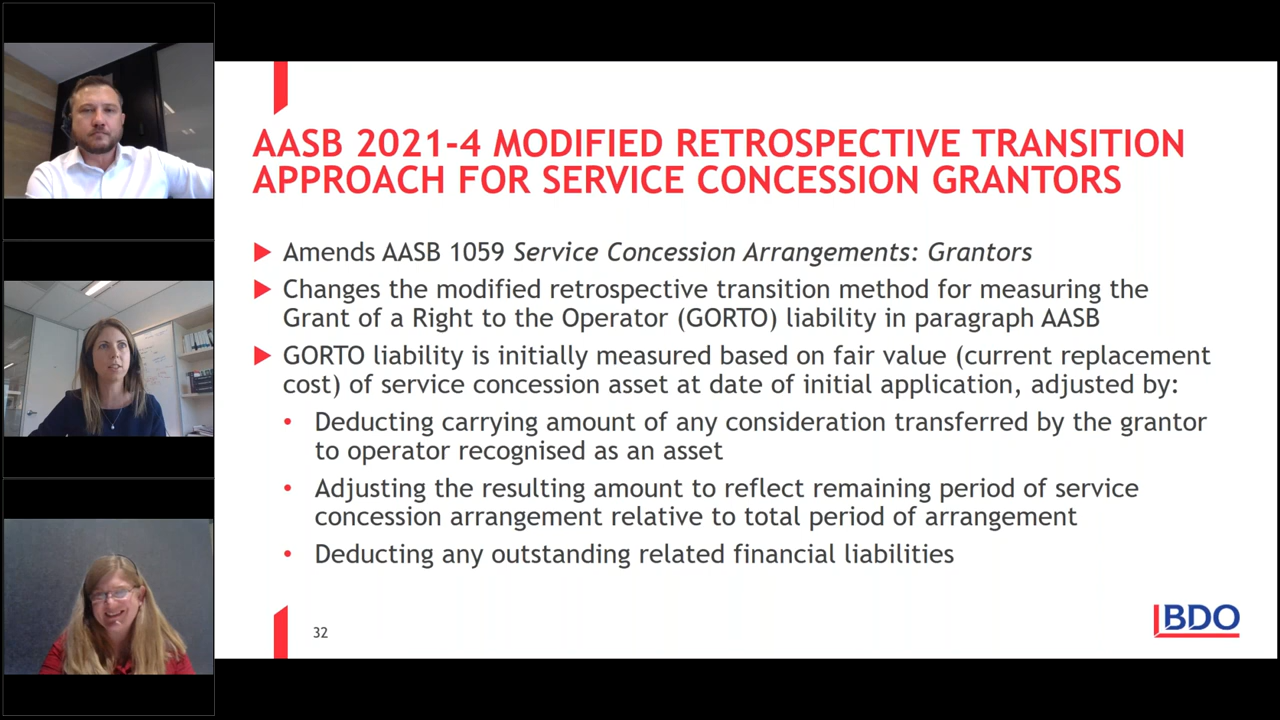 AASB 2021-4 MODIFIED RETROSPECTIVE TRANSITION
APPROACH FOR SERVICE CONCESSION GRANTORS
Amends AASB 1059 Service Concession Arrangements: Grantors
Changes the modified retrospective transition method for measuring the
Grant of a Right to the Operator (GORTO) liability in paragraph AASB
GORTO liability is initially measured based on fair value (current replacement
cost) of service concession asset at date of initial application, adjusted by:
• Deducting carrying amount of any consideration transferred by the grantor
to operator recognised as an asset
• Adjusting the resulting amount to reflect remaining period of service
concession arrangement relative to total period of arrangement
• Deducting any outstanding related financial liabilities
32
BDO